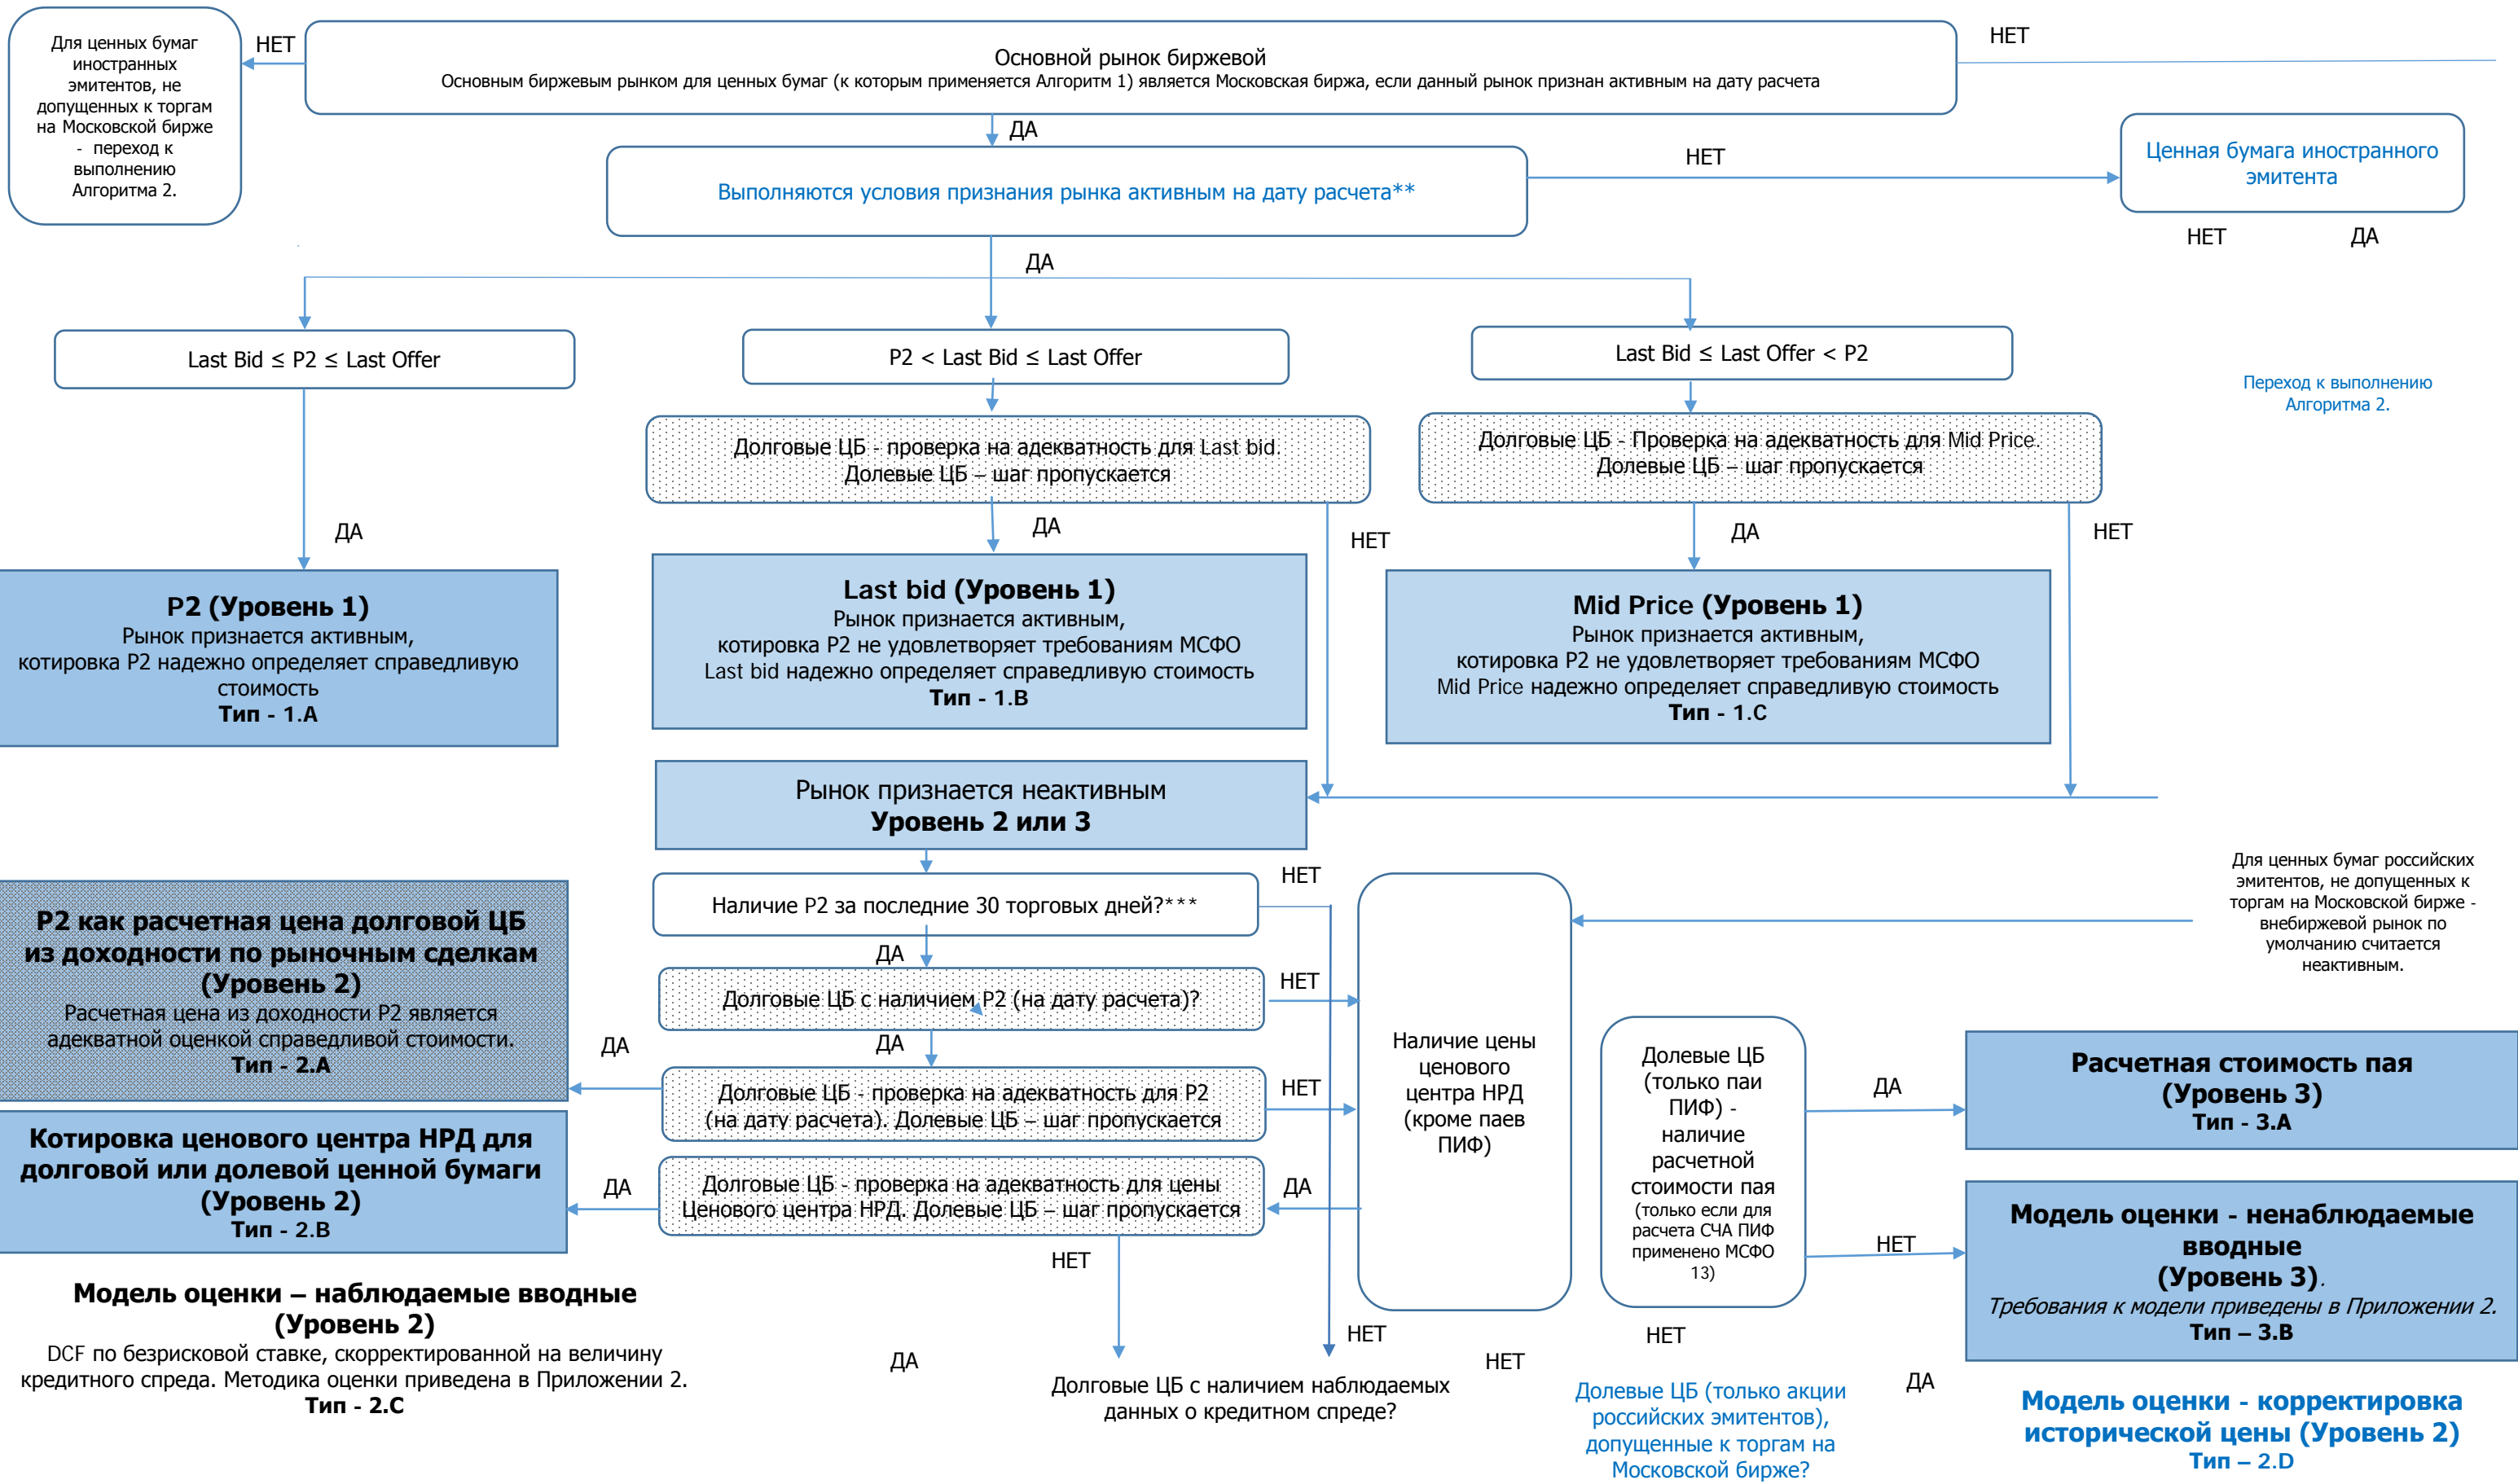 Для ценных бумаг
иностранных
эмитентов, не
допущенных к торгам
на Московской бирже
- переход к
выполнению
Алгоритма 2.
НЕТ
Основной рынок биржевой
Основным биржевым рынком для ценных бумаг (к которым применяется Алгоритм 1) является Московская биржа, если данный рынок признан активным на дату расчета
НЕТ
ДА
Выполняются условия признания рынка активным на дату расчета**
НЕТ
Ценная бумага иностранного
эмитента
НЕТ
ДА
ДА
Last Bid ≤ P2 ≤ Last Offer
P2 < Last Bid ≤ Last Offer
Last Bid ≤ Last Offer < P2
Переход к выполнению
Алгоритма 2.
Долговые ЦБ - проверка на адекватность для Last bid.
Долевые ЦБ – шаг пропускается
Долговые ЦБ - Проверка на адекватность для Mid Price.
Долевые ЦБ – шаг пропускается
ДА
ДА
НЕТ
ДА
НЕТ
P2 (Уровень 1)
Рынок признается активным,
котировка P2 надежно определяет справедливую
стоимость
Тип - 1.A
Last bid (Уровень 1)
Рынок признается активным,
котировка P2 не удовлетворяет требованиям МСФО
Last bid надежно определяет справедливую стоимость
Тип - 1.B
Mid Price (Уровень 1)
Рынок признается активным,
котировка P2 не удовлетворяет требованиям МСФО
Mid Price надежно определяет справедливую стоимость
Тип - 1.C
Рынок признается неактивным
Уровень 2 или 3
Наличие P2 за последние 30 торговых дней?***
НЕТ
Для ценных бумаг российских
эмитентов, не допущенных к
торгам на Московской бирже -
внебиржевой рынок по
умолчанию считается
неактивным.
ДА
P2 как расчетная цена долговой ЦБ
из доходности по рыночным сделкам
(Уровень 2)
Расчетная цена из доходности P2 является
адекватной оценкой справедливой стоимости.
Тип - 2.A
Долговые ЦБ с наличием P2 (на дату расчета)?
НЕТ
ДА
ДА
Долговые ЦБ - проверка на адекватность для P2
(на дату расчета). Долевые ЦБ – шаг пропускается
НЕТ
Наличие цены
ценового
центра НРД
(кроме паев
ПИФ)
Долевые ЦБ
(только паи
ПИФ) -
наличие
расчетной
стоимости пая
(только если для
расчета СЧА ПИФ
применено МСФО
13)
ДА
Расчетная стоимость пая
(Уровень 3)
Тип - 3.A
Котировка ценового центра НРД для
долговой или долевой ценной бумаги
(Уровень 2)
Тип - 2.B
ДА
Долговые ЦБ - проверка на адекватность для цены
Ценового центра НРД. Долевые ЦБ – шаг пропускается
ДА
НЕТ
Модель оценки - ненаблюдаемые
вводные
(Уровень 3).
Требования к модели приведены в Приложении 2.
Тип – 3.B
НЕТ
Модель оценки – наблюдаемые вводные
(Уровень 2)
DCF по безрисковой ставке, скорректированной на величину
кредитного спреда. Методика оценки приведена в Приложении 2.
Тип - 2.C
ДА
НЕТ
Долговые ЦБ с наличием наблюдаемых
данных о кредитном спреде?
НЕТ
НЕТ
Долевые ЦБ (только акции
российских эмитентов),
допущенные к торгам на
Московской бирже?
ДА
Модель оценки - корректировка
исторической цены (Уровень 2)
Тип – 2.D